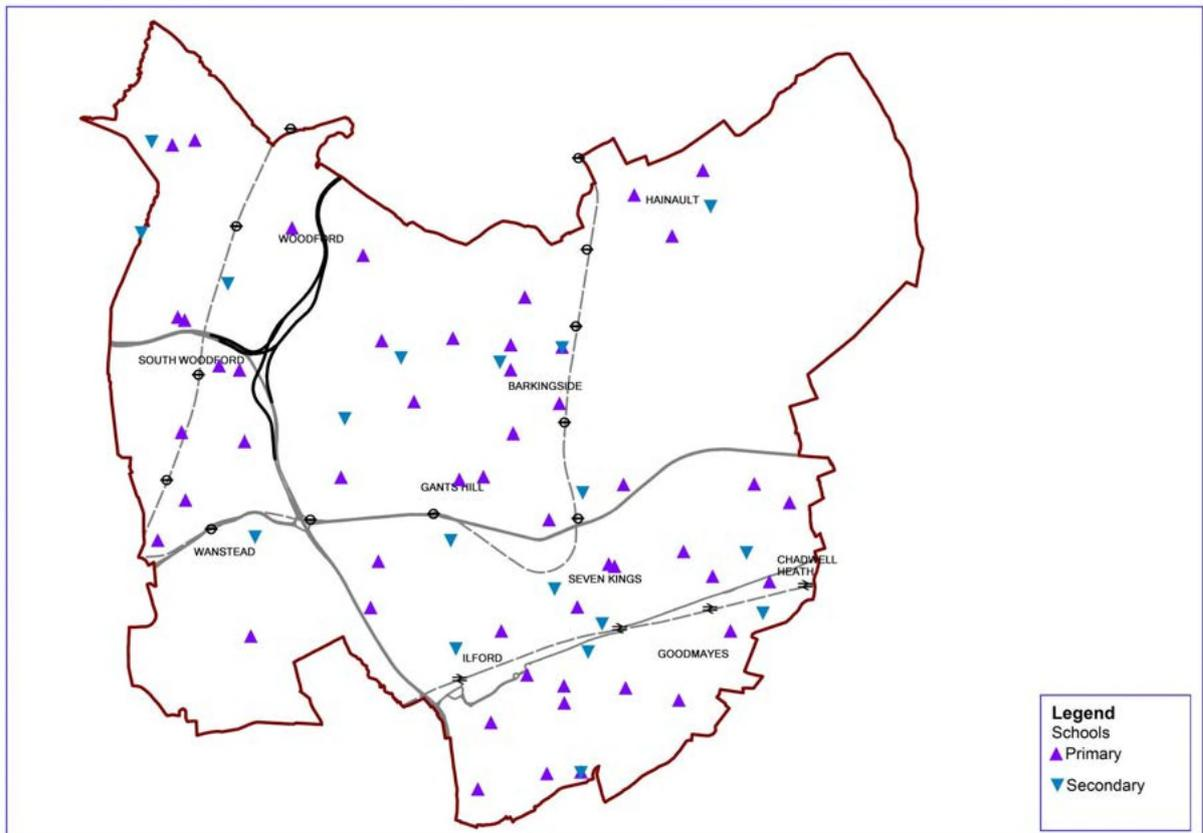 HAINAULT
WOODFORD
SOUTH WOODFORD
BARKINGSIDE
GANTS HILL
WANSTEAD
CHADWELL
HEATH
SEVEN KINGS
ILFORD
GOODMAYES
Legend
Schools
Primary
Secondary